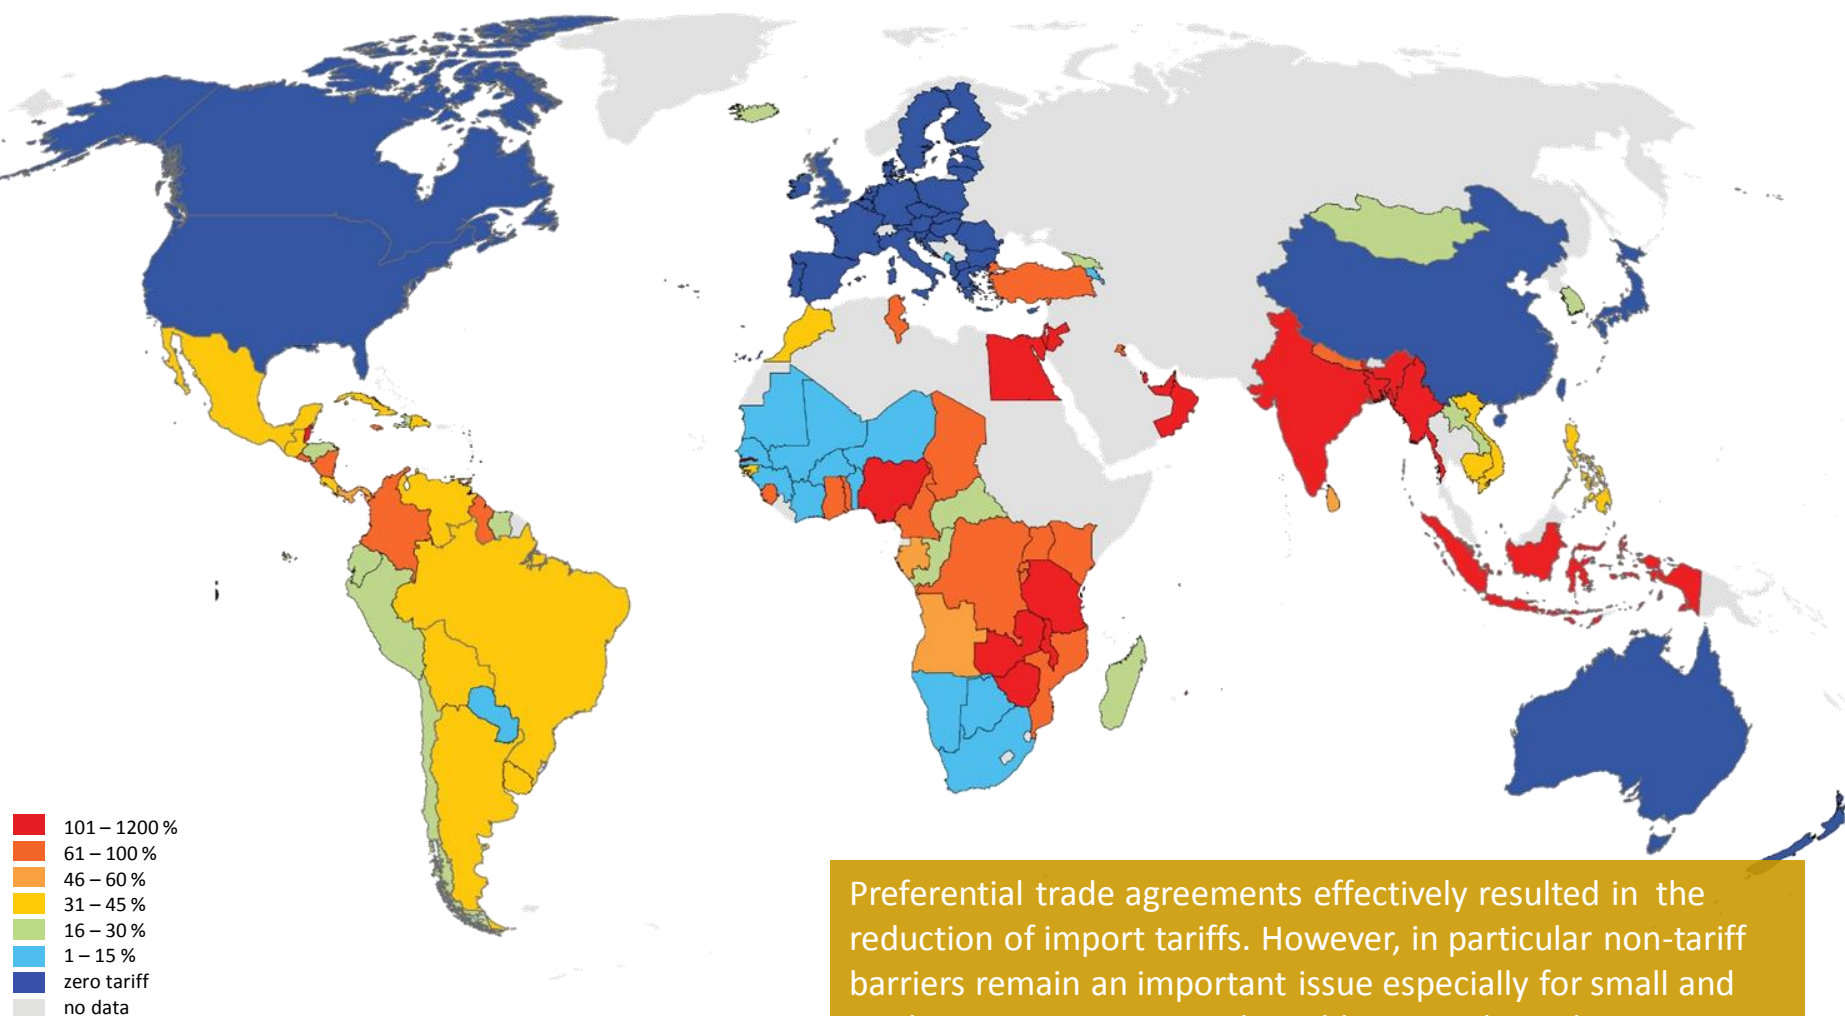 101 – 1200 %
61 – 100 %
46 – 60 %
31 – 45 %
16 – 30 %
1 – 15 %
zero tariff
no data
Preferential trade agreements effectively resulted in the
reduction of import tariffs. However, in particular non-tariff
barriers remain an important issue especially for small and